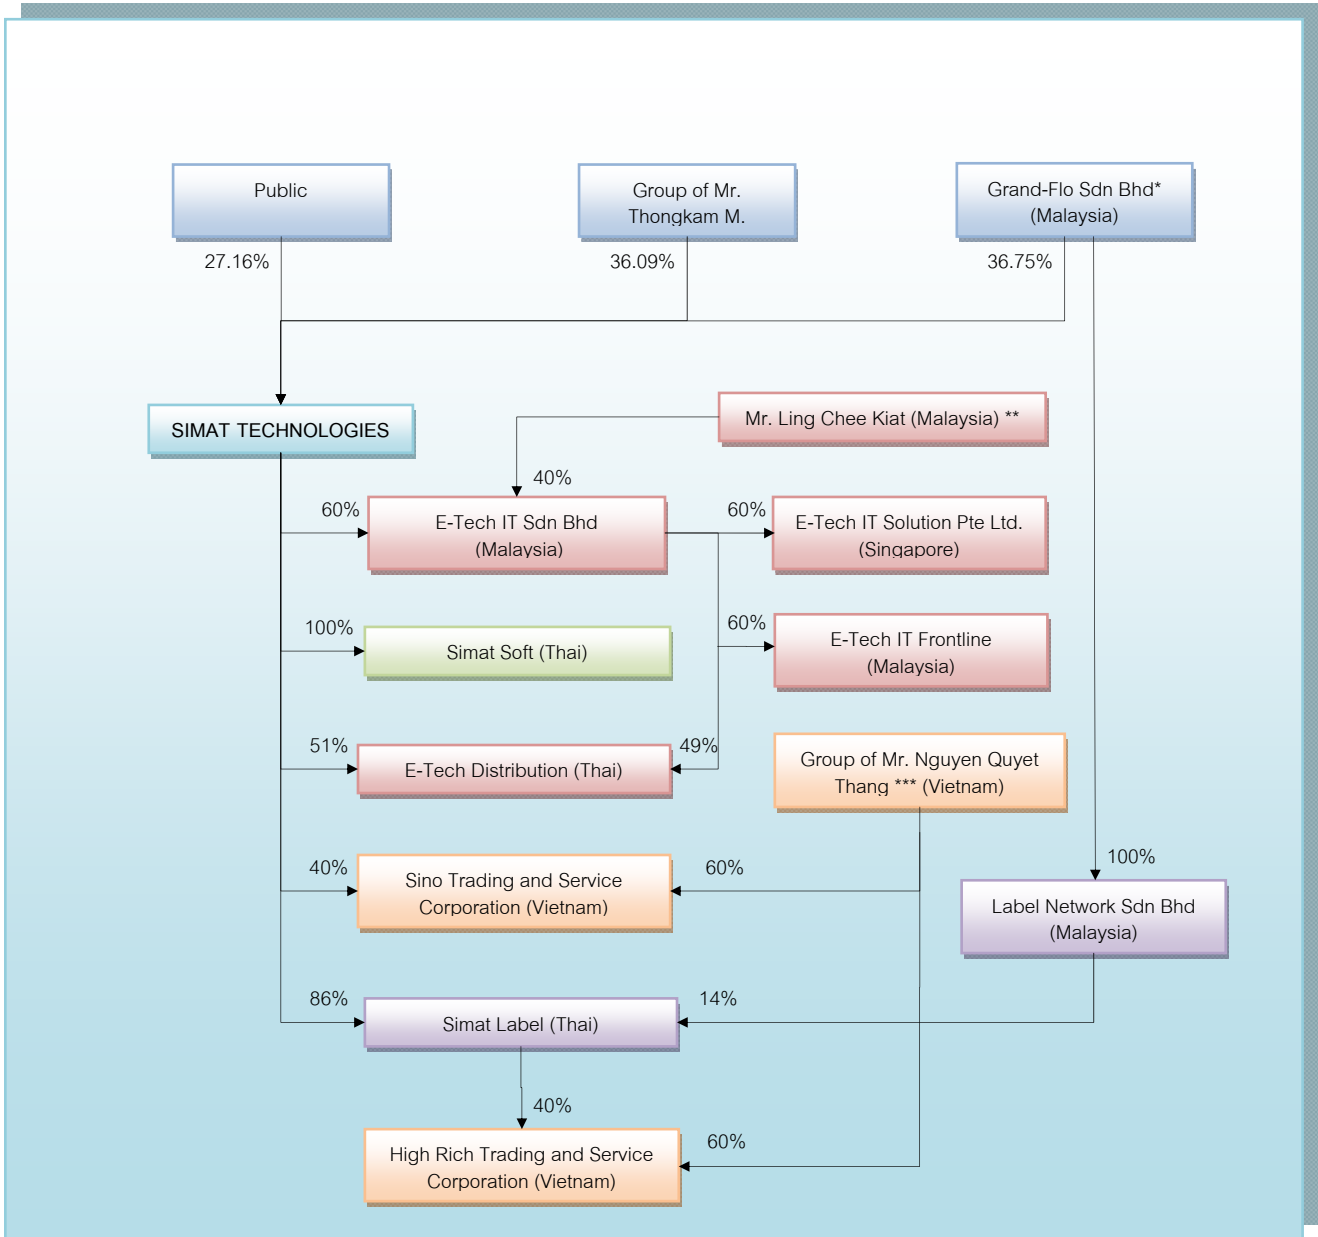 Public
Group of Mr.
Thongkam M.
Grand-Flo Sdn Bhd*
(Malaysia)
27.16%
36.09%
36.75%
SIMAT TECHNOLOGIES
Mr. Ling Chee Kiat (Malaysia) **
40%
60%
E-Tech IT Sdn Bhd
(Malaysia)
60%
E-Tech IT Solution Pte Ltd.
(Singapore)
100%
Simat Soft (Thai)
60%
E-Tech IT Frontline
(Malaysia)
51%
E-Tech Distribution (Thai)
49%
Group of Mr. Nguyen Quyet
Thang *** (Vietnam)
40%
Sino Trading and Service
Corporation (Vietnam)
60%
100%
Label Network Sdn Bhd
(Malaysia)
86%
Simat Label (Thai)
14%
40%
High Rich Trading and Service
Corporation (Vietnam)
60%